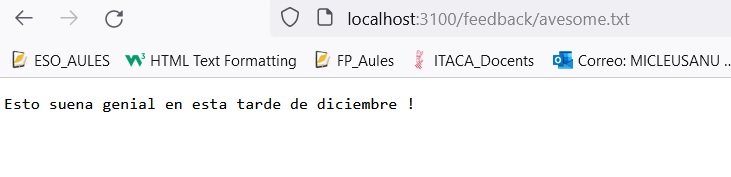 localhost:3100/feedback/avesome.txt
ESO_AULES HTML Text Formatting FP_Aules ITACA_Docents Correo: MICLEUSANU ...
Esto suena genial en esta tarde de diciembre !